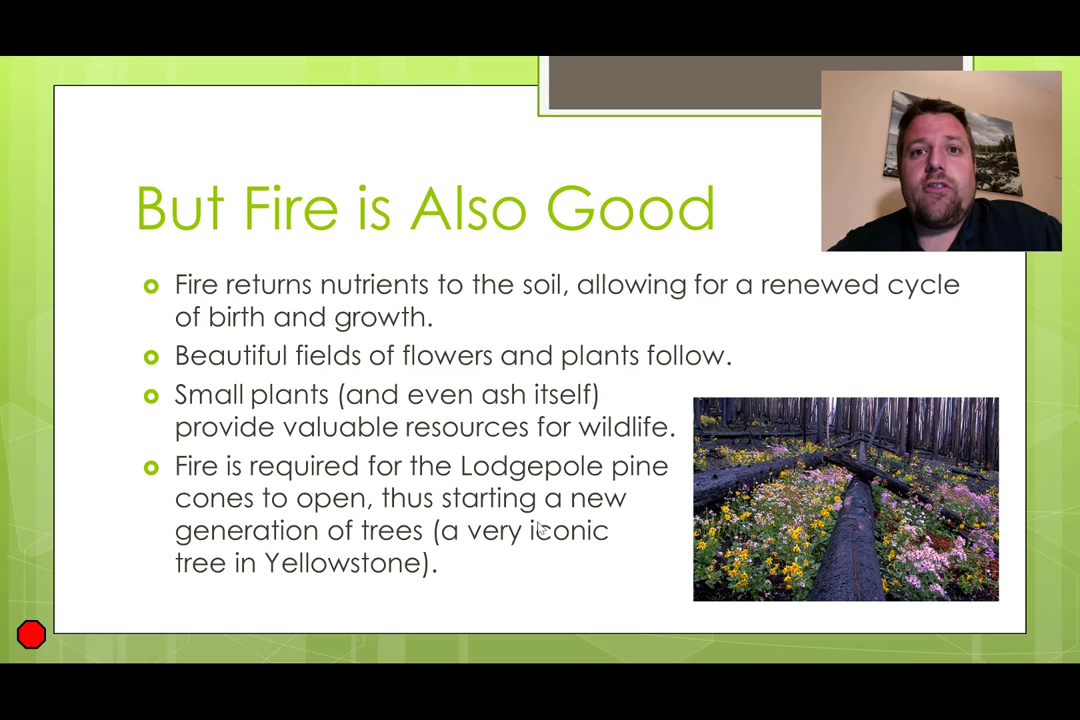 But Fire is Also Good
Fire returns nutrients to the soil, allowing for a renewed cycle
of birth and growth.
Beautiful fields of flowers and plants follow.
Small plants (and even ash itself)
provide valuable resources for wildlife.
Fire is required for the Lodgepole pine
cones to open, thus starting a new
generation of trees (a very iconic
tree in Yellowstone).